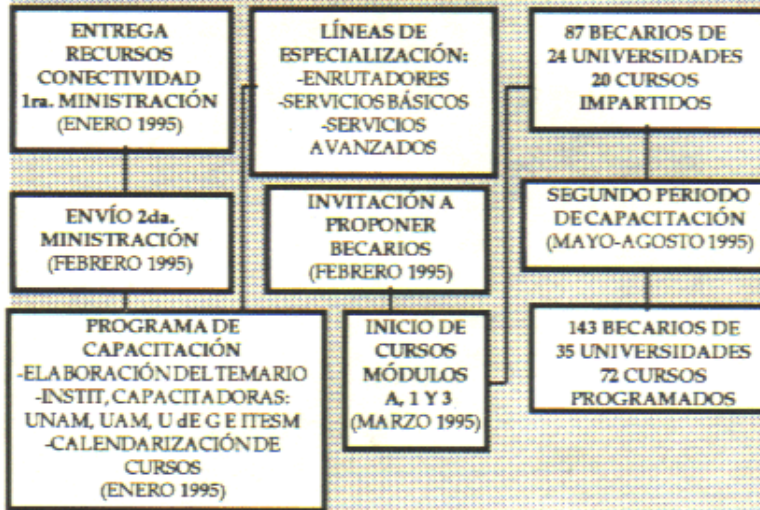 ENTREGA
RECURSOS
CONECTIVIDAD
1ra. MINISTRACIÓN
(ENERO 1995)
ENVÍO 2da.
MINISTRACIÓN
(FEBRERO 1995)
PROGRAMA DE
CAPACITACIÓN
-ELABORACIÓN DEL TEMARIO
-INSTIT, CAPACITADORAS:
UNAM, UAM, U dE G E ITESM
-CALENDARIZACIÓN DE
CURSOS
(ENERO 1995)
LÍNEAS DE
ESPECIALIZACIÓN:
-ENRUTADORES
-SERVICIOS BÁSICOS
-SERVICIOS
AVANZADOS
INVITACIÓN A
PROPONER
BECARIOS
(FEBRERO 1995)
INICIO DE
CURSOS
MÓDULOS
A, 1 Y 3
(MARZO 1995)
87 BECARIOS DE
24 UNIVERSIDADES
20 CURSOS
IMPARTIDOS
SEGUNDO PERIODO
DE CAPACITACIÓN
(MAYO-AGOSTO 1995)
143 BECARIOS DE
35 UNIVERSIDADES
72 CURSOS
PROGRAMADOS